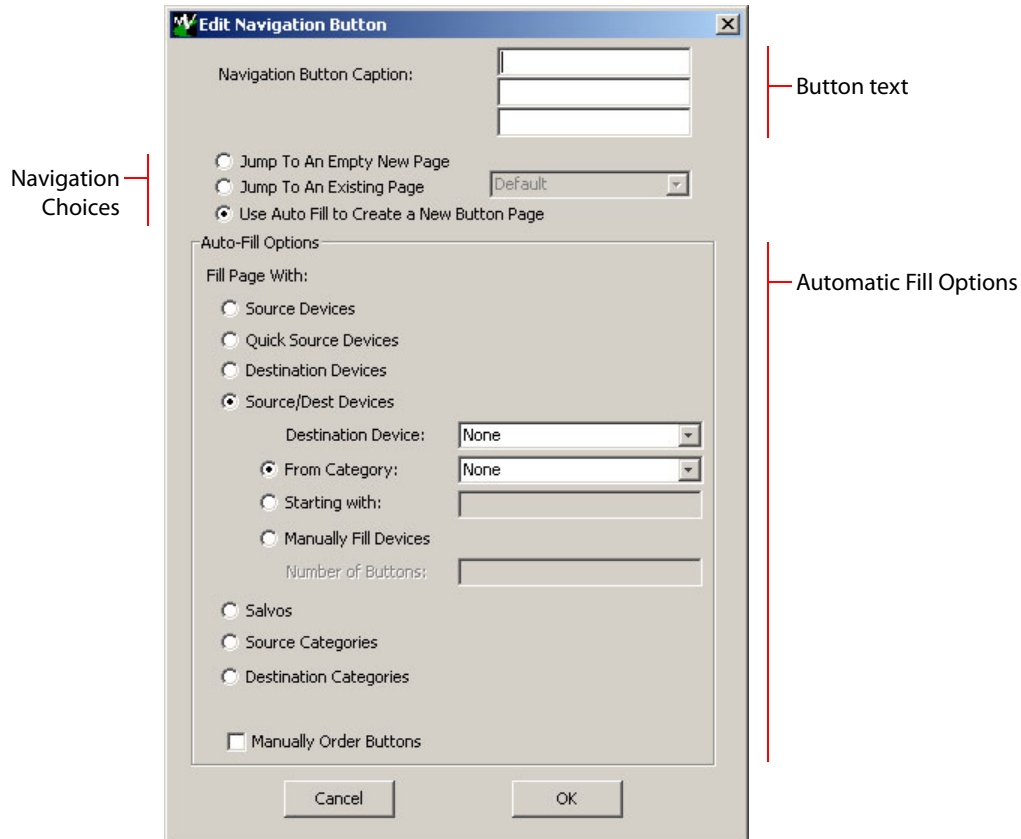 Edit Navigation Button
Navigation Button Caption:
Button text
Navigation
Choices
Jump To An Empty New Page
Jump To An Existing Page
Default
Use Auto Fill to Create a New Button Page
Auto-Fill Options
Automatic Fill Options
Fill Page With:
Source Devices
Quick Source Devices
Destination Devices
Source/Dest Devices
Destination Device:
None
From Category:
None
Starting with:
Manually Fill Devices
Number of Buttons:
Salvos
Source Categories
Destination Categories
Manually Order Buttons
Cancel
OK